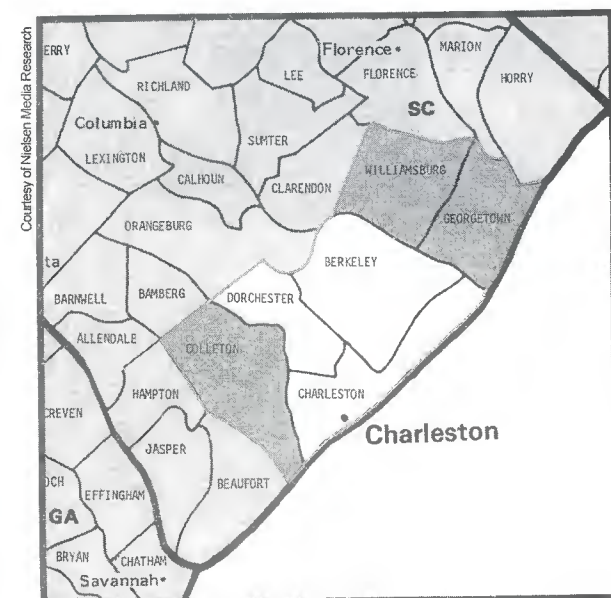 Courtesy of Nielsen Media Research
ERRY
RICHLAND
LEE
Florence
FLORENCE
MARION
HORRY
SC
Columbia
LEXINGTON
SUMTER
CALHOUN
CLARENDON
WILLIAMSBURG
GEORGETOWN
ORANGEBURG
ta
BERKELEY
BARNWELL
BAMBERG
DORCHESTER
ALLENDALE
COLLETON
HAMPTON
CHARLESTON
CREVEN
Charleston
JASPER
BEAUFORT
OCH
EFFINGHAM
GA
BRYAN
CHATHAM
Savannah